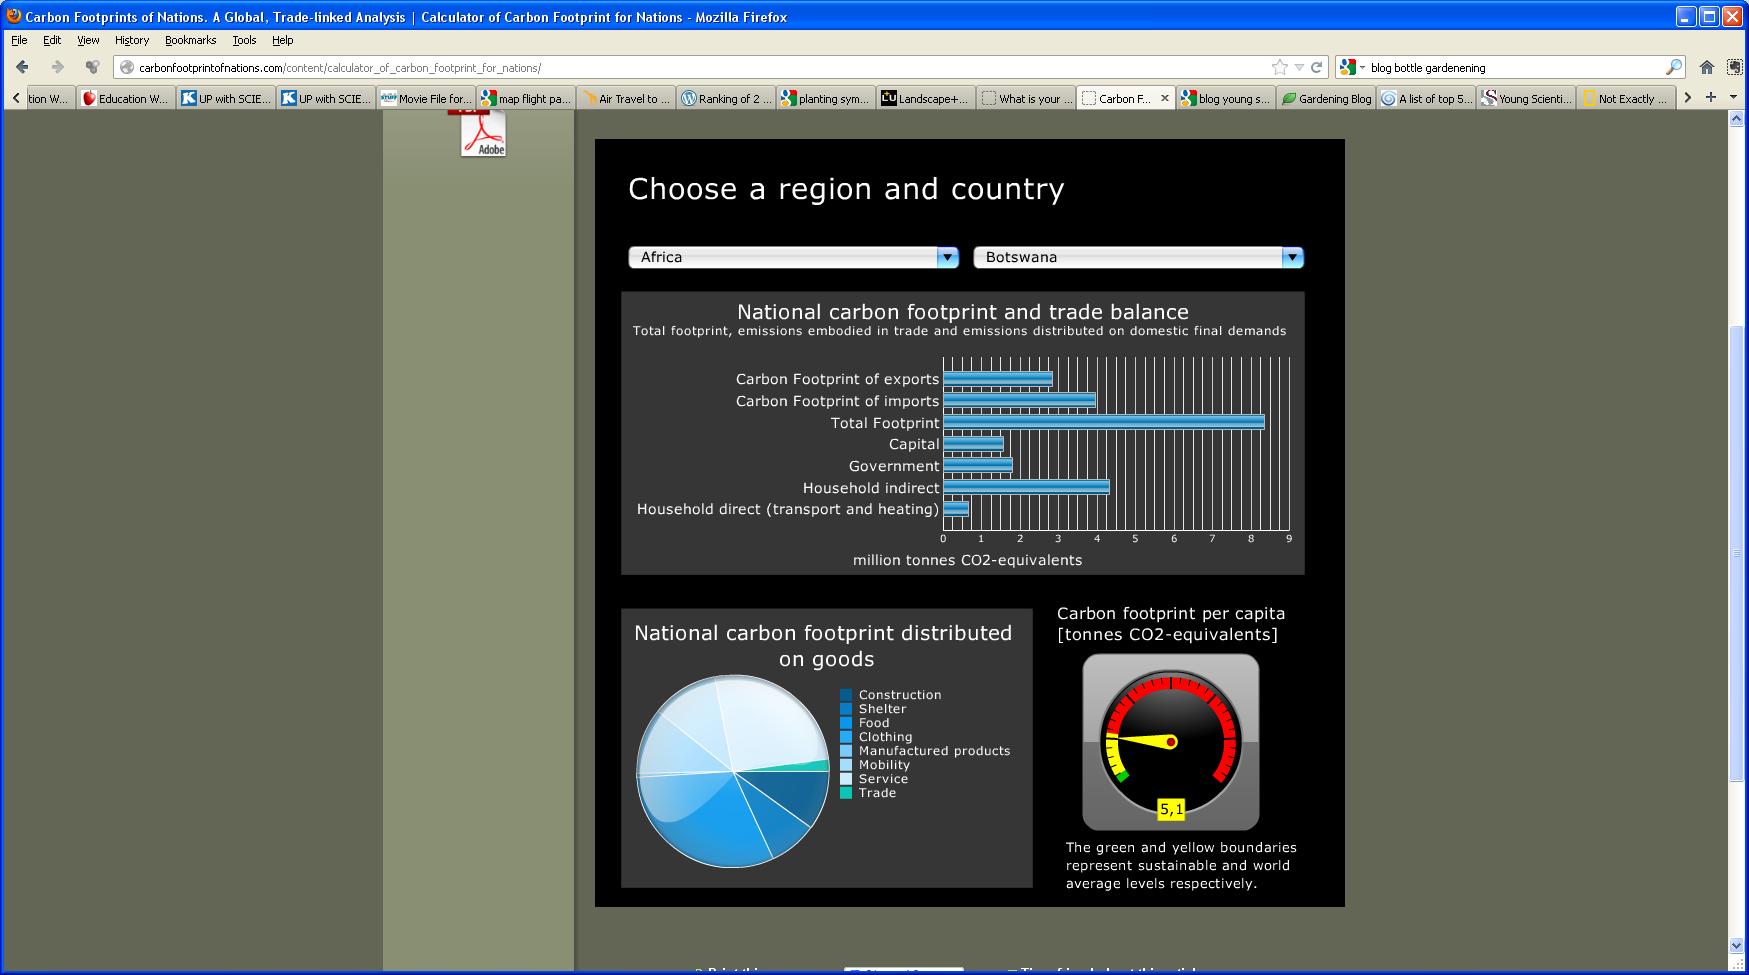 Carbon Footprints of Nations. A Global, Trade-linked Analysis | Calculator of Carbon Footprint for Nations - Mozilla Firefox
File Edit View History Bookmarks Tools Help
carbonfootprintofnations.com/content/calculator_of_carbon_footprint_for_nations/
blog bottle gardenening
tion W...
Education W...
UP with SCIE...
UP with SCIE...
Movie File for...
map flight pa...
Air Travel to ...
Ranking of 2 ...
planting sym...
Landscape+...
What is your ...
Carbon F...
blog young s...
Gardening Blog
A list of top 5...
Young Scienti...
Not Exactly ...
Adobe
Choose a region and country
Africa
Botswana
National carbon footprint and trade balance
Total footprint, emissions embodied in trade and emissions distributed on domestic final demands
Carbon Footprint of exports
Carbon Footprint of imports
Total Footprint
Capital
Government
Household indirect
Household direct (transport and heating)
0 1 2 3 4 5 6 7 8 9
million tonnes CO2-equivalents
National carbon footprint distributed
on goods
Construction
Shelter
Food
Clothing
Manufactured products
Mobility
Service
Trade
Carbon footprint per capita
[tonnes CO2-equivalents]
5,1
The green and yellow boundaries
represent sustainable and world
average levels respectively.